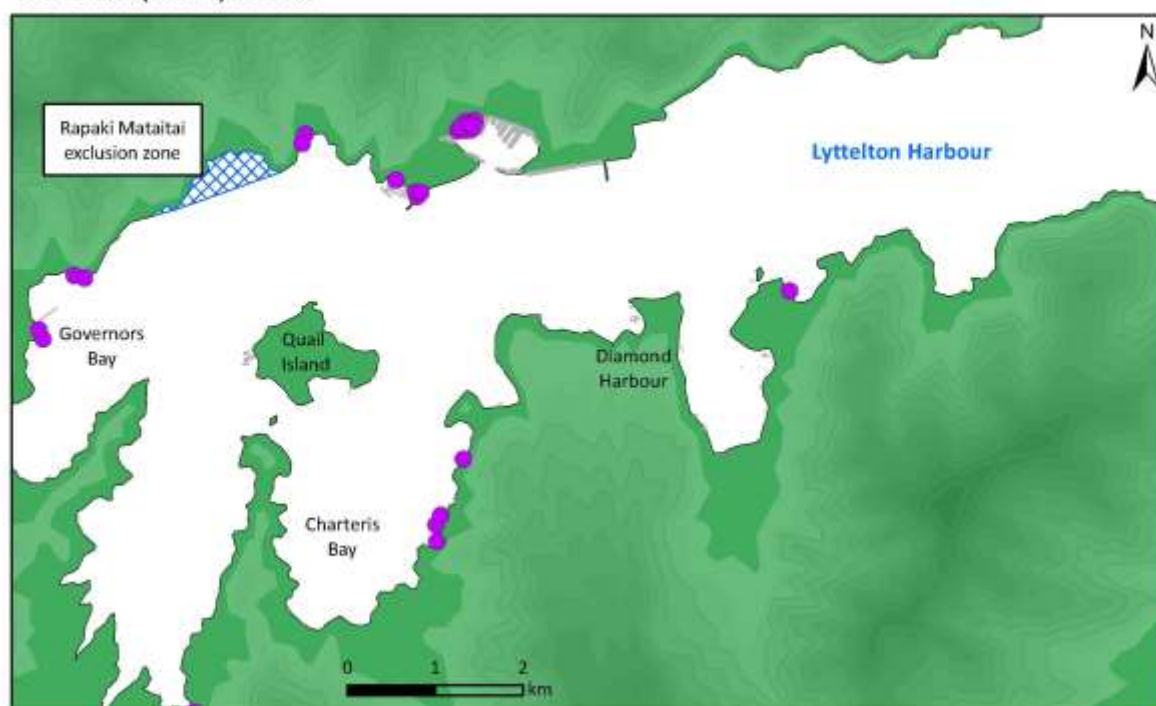 N
Rapaki Mataitai
exclusion zone
Lyttelton Harbour
Governors
Bay
Quail
Island
Diamond
Harbour
Charteris
Bay
0 1 2
km